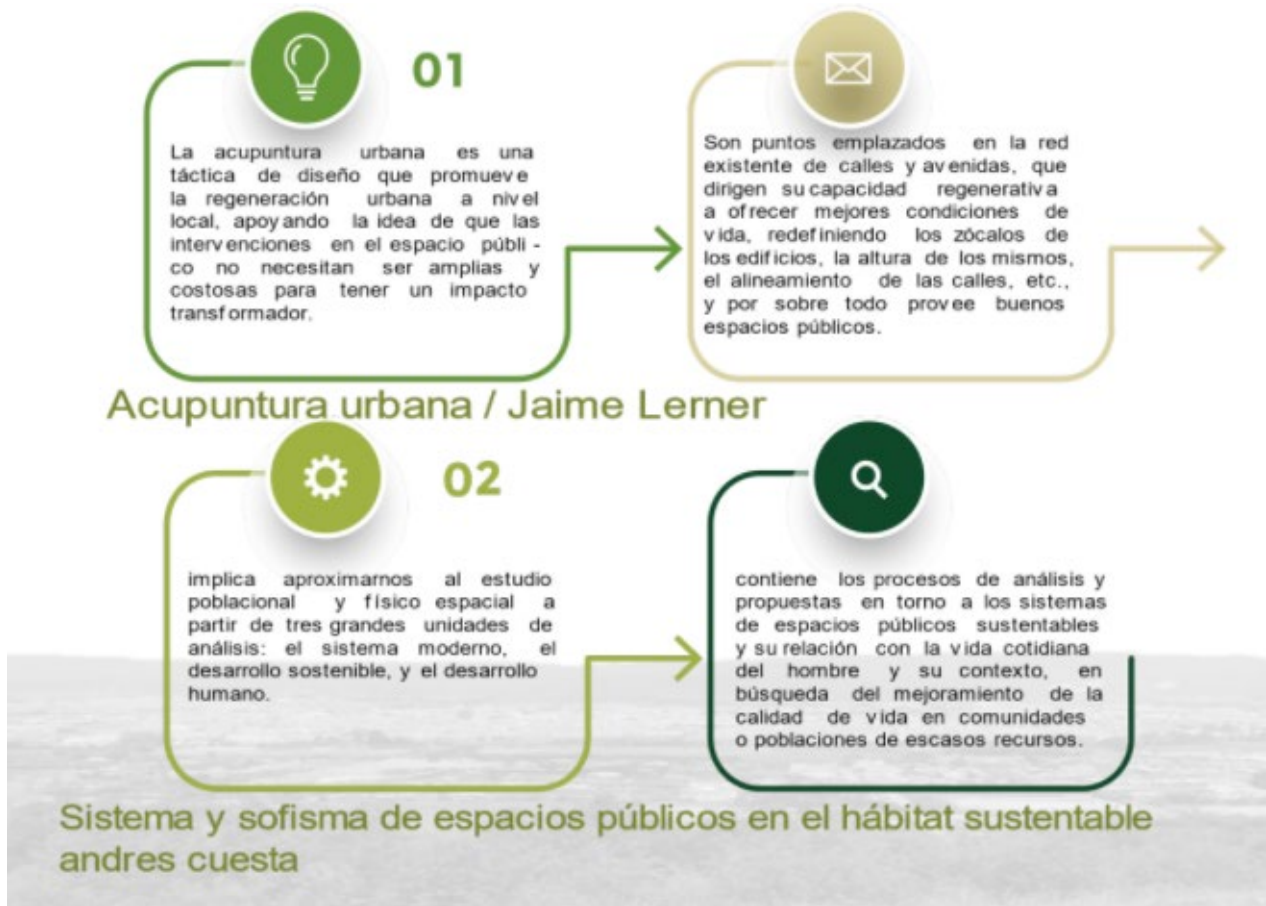 01
La acupuntura urbana es una
táctica de diseño que promueve
la regeneración urbana a nivel
local, apoyando la idea de que las
intervenciones en el espacio públi -
co no necesitan ser amplias y
costosas para tener un impacto
transformador.
Son puntos emplazados en la red
existente de calles y avenidas, que
dirigen su capacidad regenerativa
a ofrecer mejores condiciones de
vida, redefiniendo los zócalos de
los edificios, la altura de los mismos,
el alineamiento de las calles, etc.,
y por sobre todo provee buenos
espacios públicos.
Acupuntura urbana / Jaime Lerner
02
implica aproximarnos al estudio
poblacional y físico espacial a
partir de tres grandes unidades de
análisis: el sistema moderno, el
desarrollo sostenible, y el desarrollo
humano.
contiene los procesos de análisis y
propuestas en torno a los sistemas
de espacios públicos sustentables
y su relación con la vida cotidiana
del hombre y su contexto, en
búsqueda del mejoramiento de la
calidad de vida en comunidades
o poblaciones de escasos recursos.
Sistema y sofisma de espacios públicos en el hábitat sustentable
andres cuesta